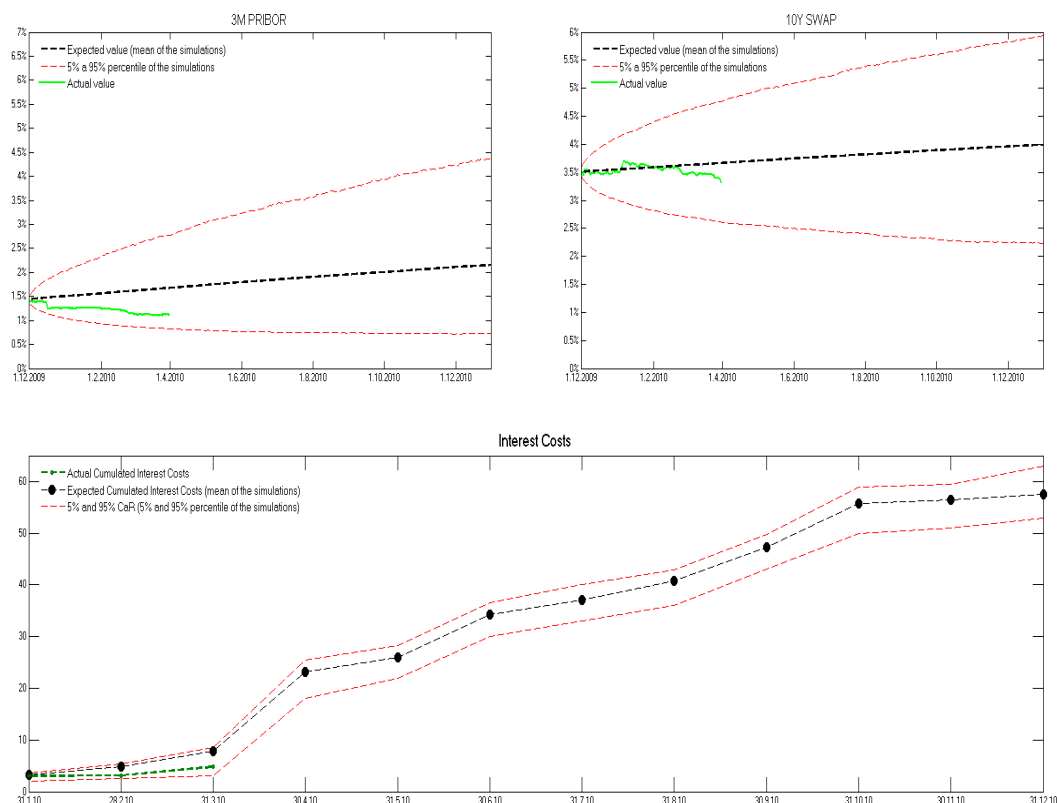 3M PRIBOR
7%
6.5%
6%
5.5%
5%
4.5%
4%
3.5%
3%
2.5%
2%
1.5%
1%
0.5%
0%
Expected value (mean of the simulations)
5% a 95% percentile of the simulations
Actual value
1.12.2009 1.2.2010 1.4.2010 1.6.2010 1.8.2010 1.10.2010 1.12.2010
10Y SWAP
6%
5.5%
5%
4.5%
4%
3.5%
3%
2.5%
2%
1.5%
1%
0.5%
0%
Expected value (mean of the simulations)
5% a 95% percentile of the simulations
Actual value
1.12.2009 1.2.2010 1.4.2010 1.6.2010 1.8.2010 1.10.2010 1.12.2010
Interest Costs
60
50
40
30
20
10
0
Actual Cumulated Interest Costs
Expected Cumulated Interest Costs (mean of the simulations)
5% and 95% CaR (5% and 95% percentile of the simulations)
31.1.10 28.2.10 31.3.10 30.4.10 31.5.10 30.6.10 31.7.10 31.8.10 30.9.10 31.10.10 30.11.10 31.12.10